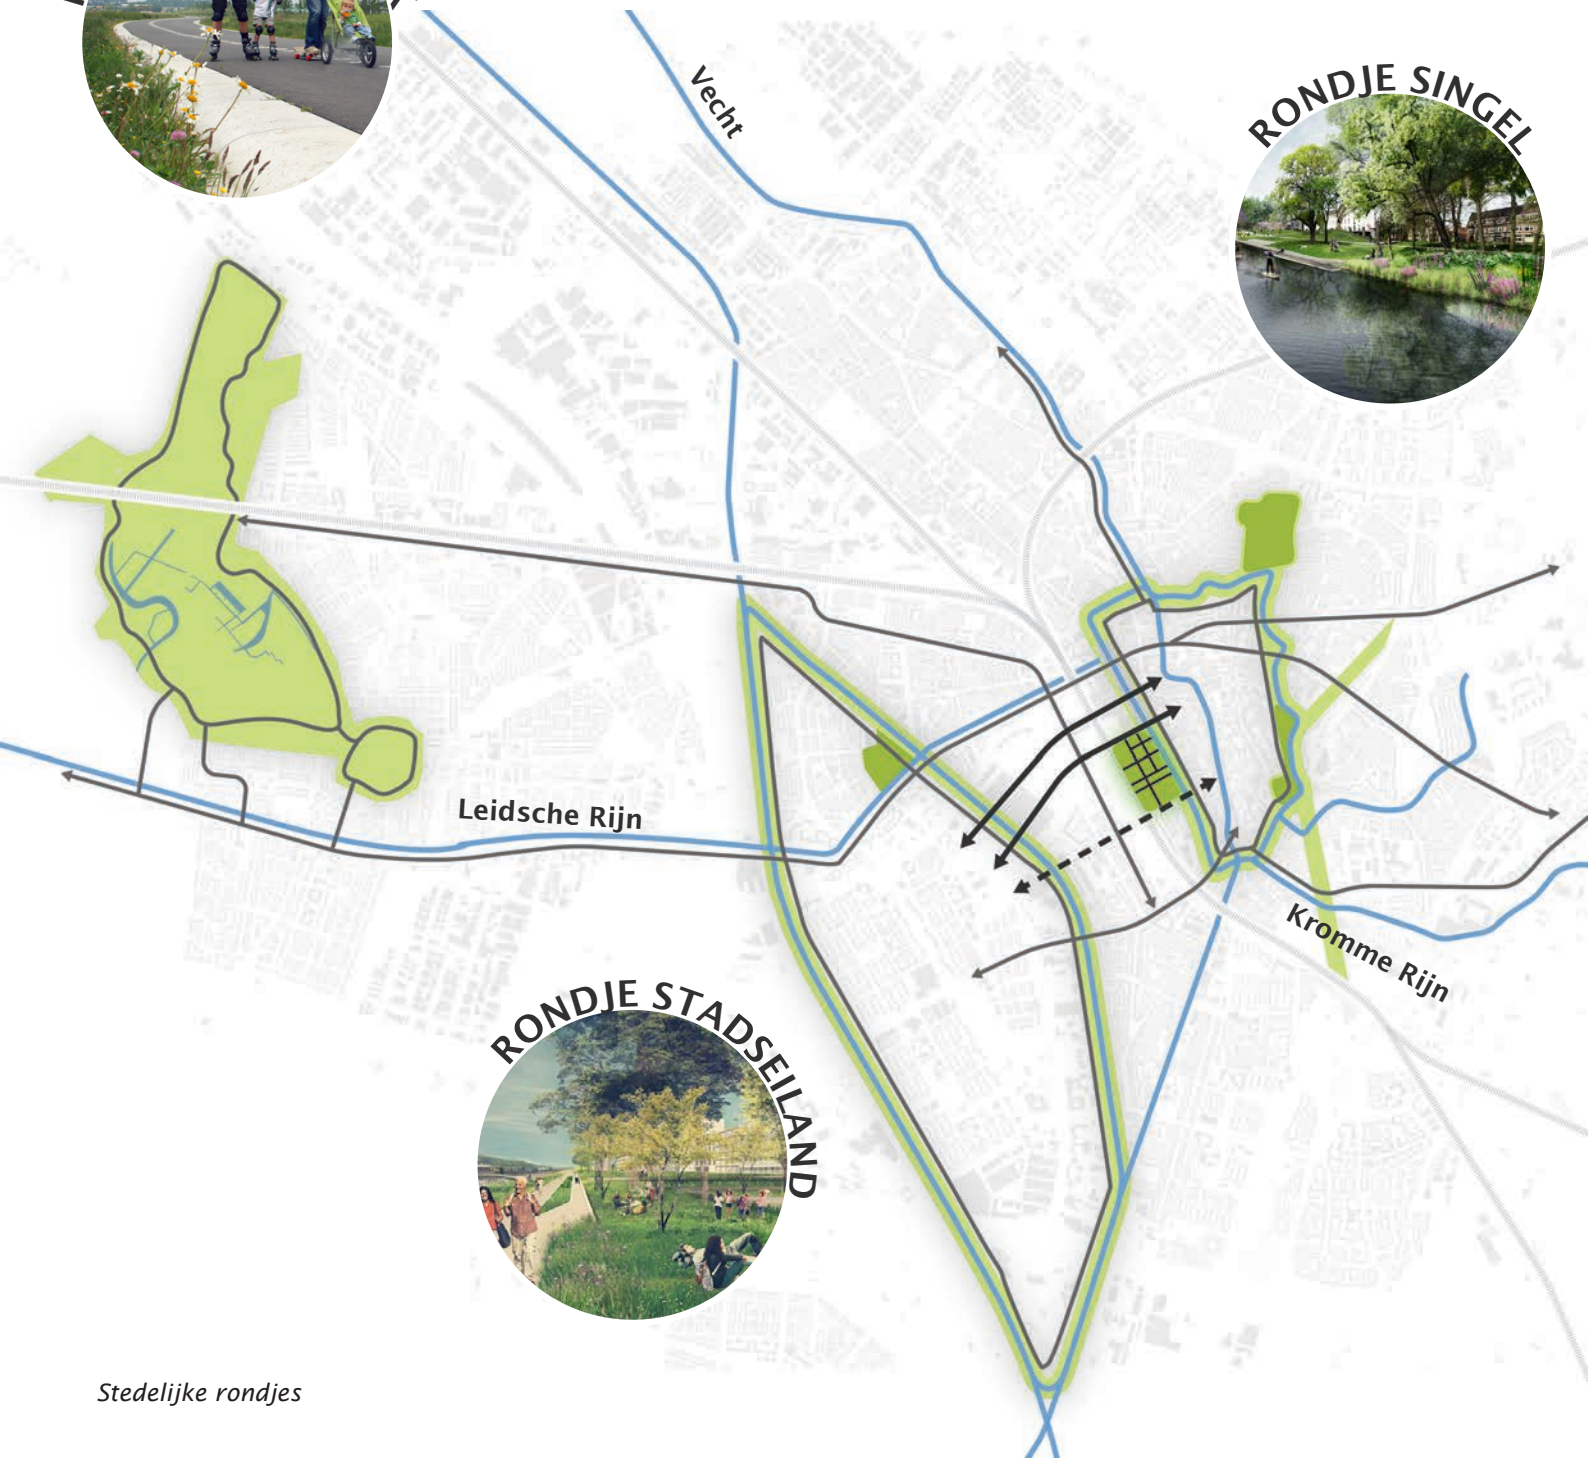 Vecht
RONDJE SINGEL
Leidsche Rijn
Kromme Rijn
RONDJE STADSEILAND
Stedelijke rondjes